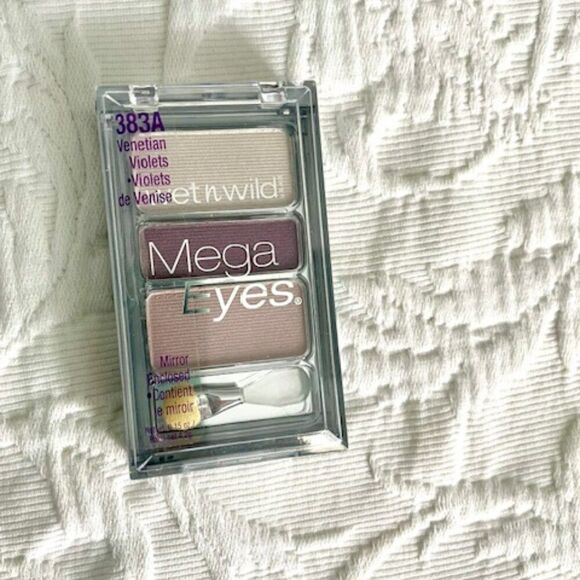 383A
Venetian
Violets
•Violets
de Venise
wet n wild
Mega
Eyes®
Mirror
Enclosed
•Contient
le miroir